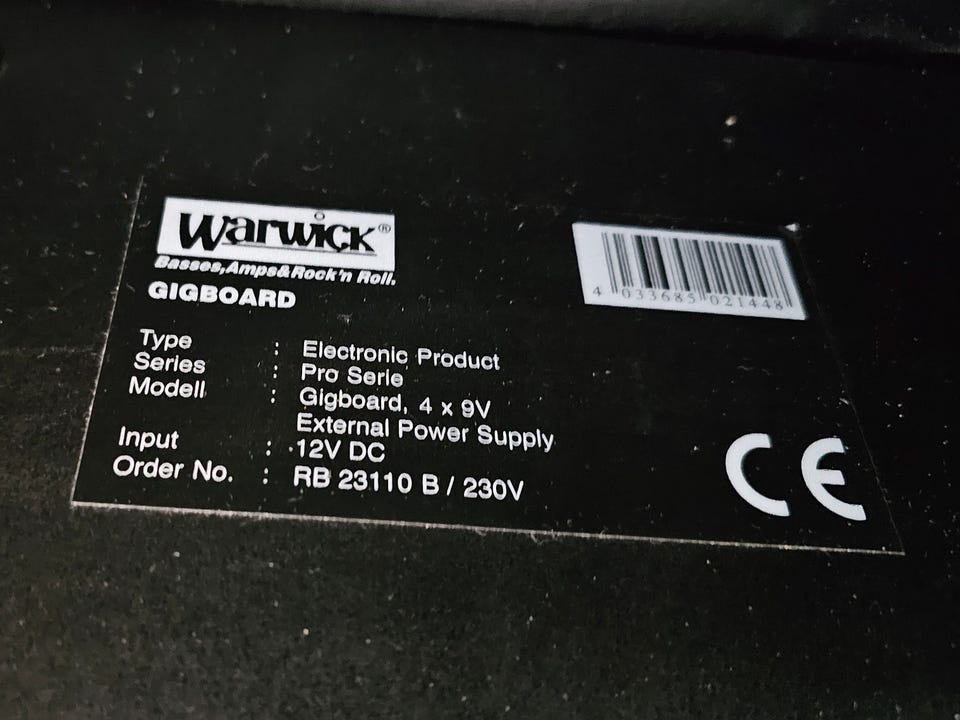 Warwick®
Basses,Amps&Rock'n Roll.
GIGBOARD
4 033685 021448
Type : Electronic Product
Series : Pro Serie
Modell : Gigboard, 4 x 9V
External Power Supply
Input : 12V DC
Order No. : RB 23110 B / 230V
CE